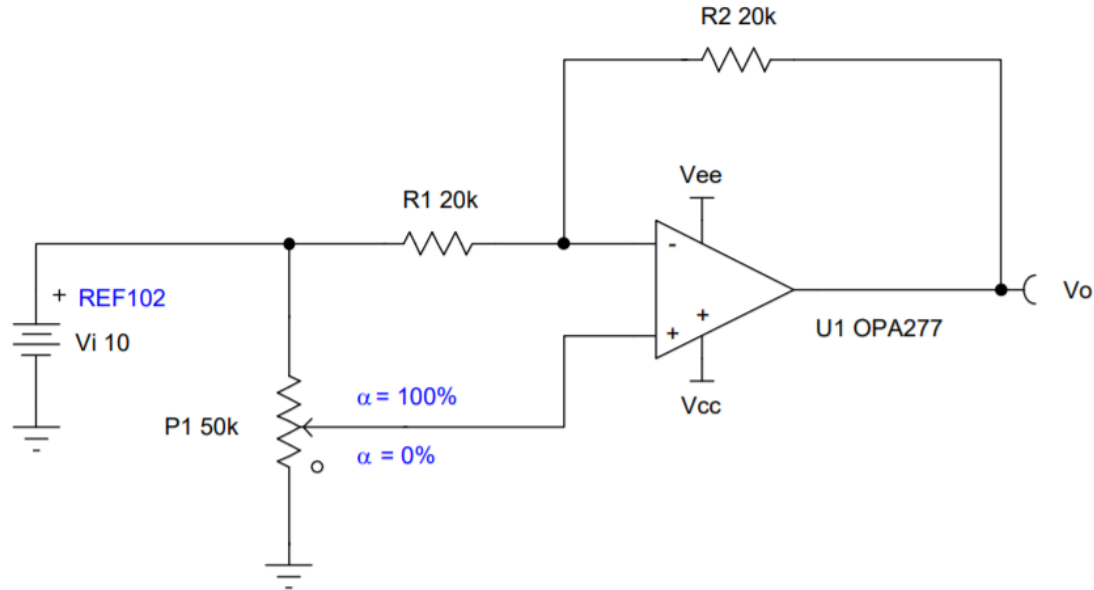 R2 20k
Vee
R1 20k
-
+ REF102
Vi 10
+
+
U1 OPA277
Vo
Vcc
P1 50k
α = 100%
α = 0%